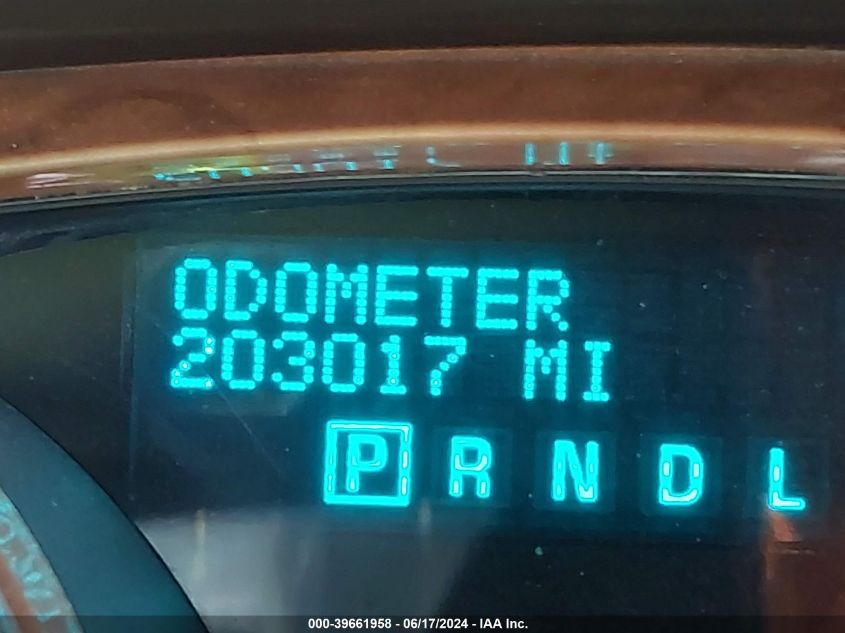 ODOMETER
203017 MI
P R N D L
000-39661958 - 06/17/2024 - IAA Inc.